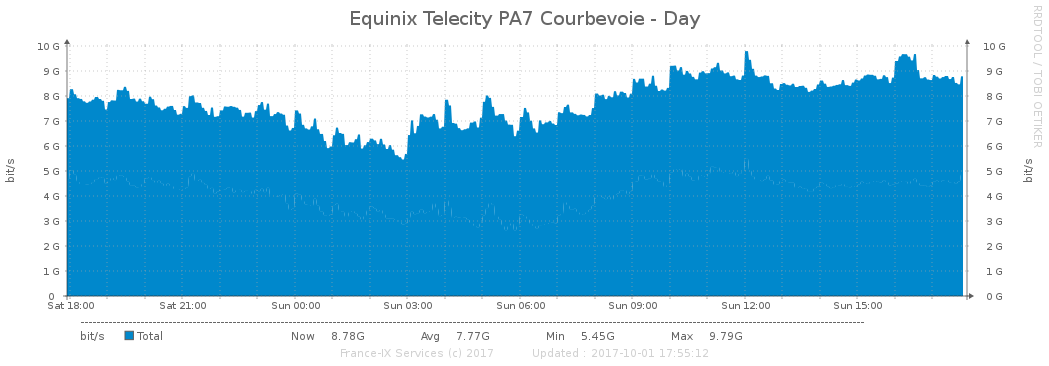 Equinix Telecity PA7 Courbevoie - Day
RRDTOOL / TOBI OETIKER
10 G 10 G
9 G 9 G
8 G 8 G
7 G 7 G
6 G 6 G
5 G 5 G
4 G 4 G
3 G 3 G
2 G 2 G
1 G 1 G
0 0 G
bit/s bit/s
Sat 18:00 Sat 21:00 Sun 00:00 Sun 03:00 Sun 06:00 Sun 09:00 Sun 12:00 Sun 15:00
bit/s Total Now 8.78G Avg 7.77G Min 5.45G Max 9.79G
France-IX Services (c) 2017 Updated : 2017-10-01 17:55:12